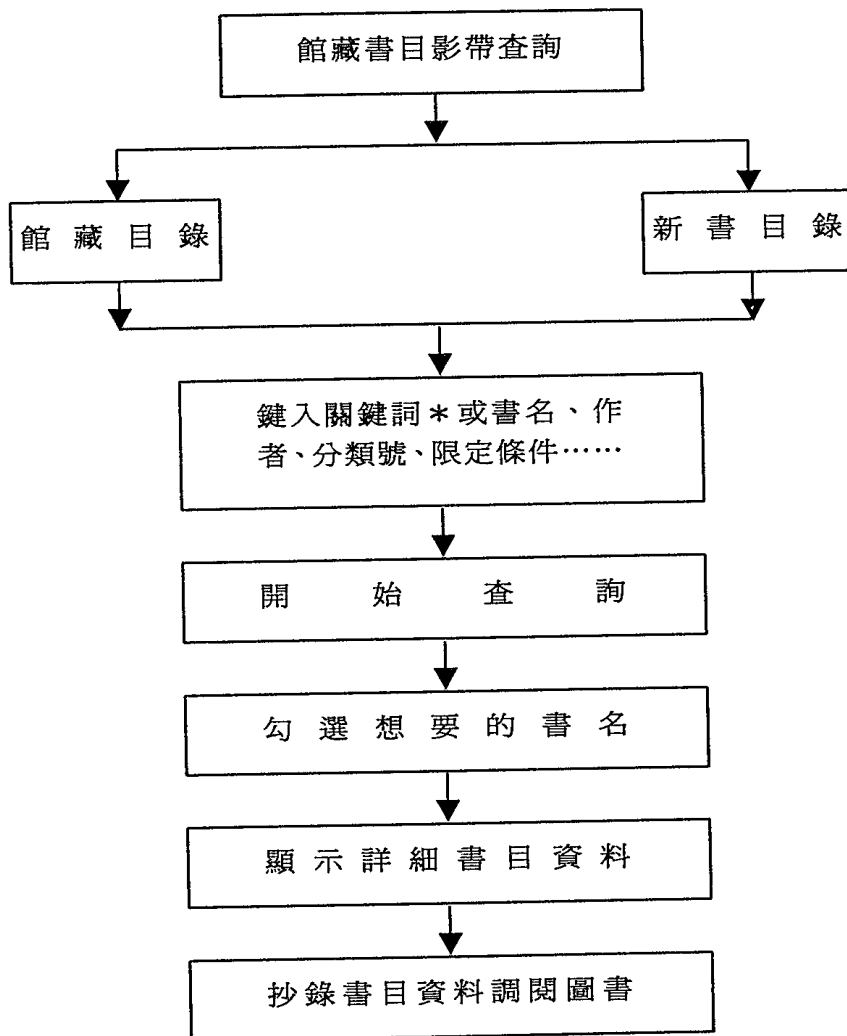 館藏書目影帶查詢
館藏目錄
新書目錄
鍵入關鍵詞＊或書名、作
者、分類號、限定條件……
開始查詢
勾選想要的書名
顯示詳細書目資料
抄錄書目資料調閱圖書